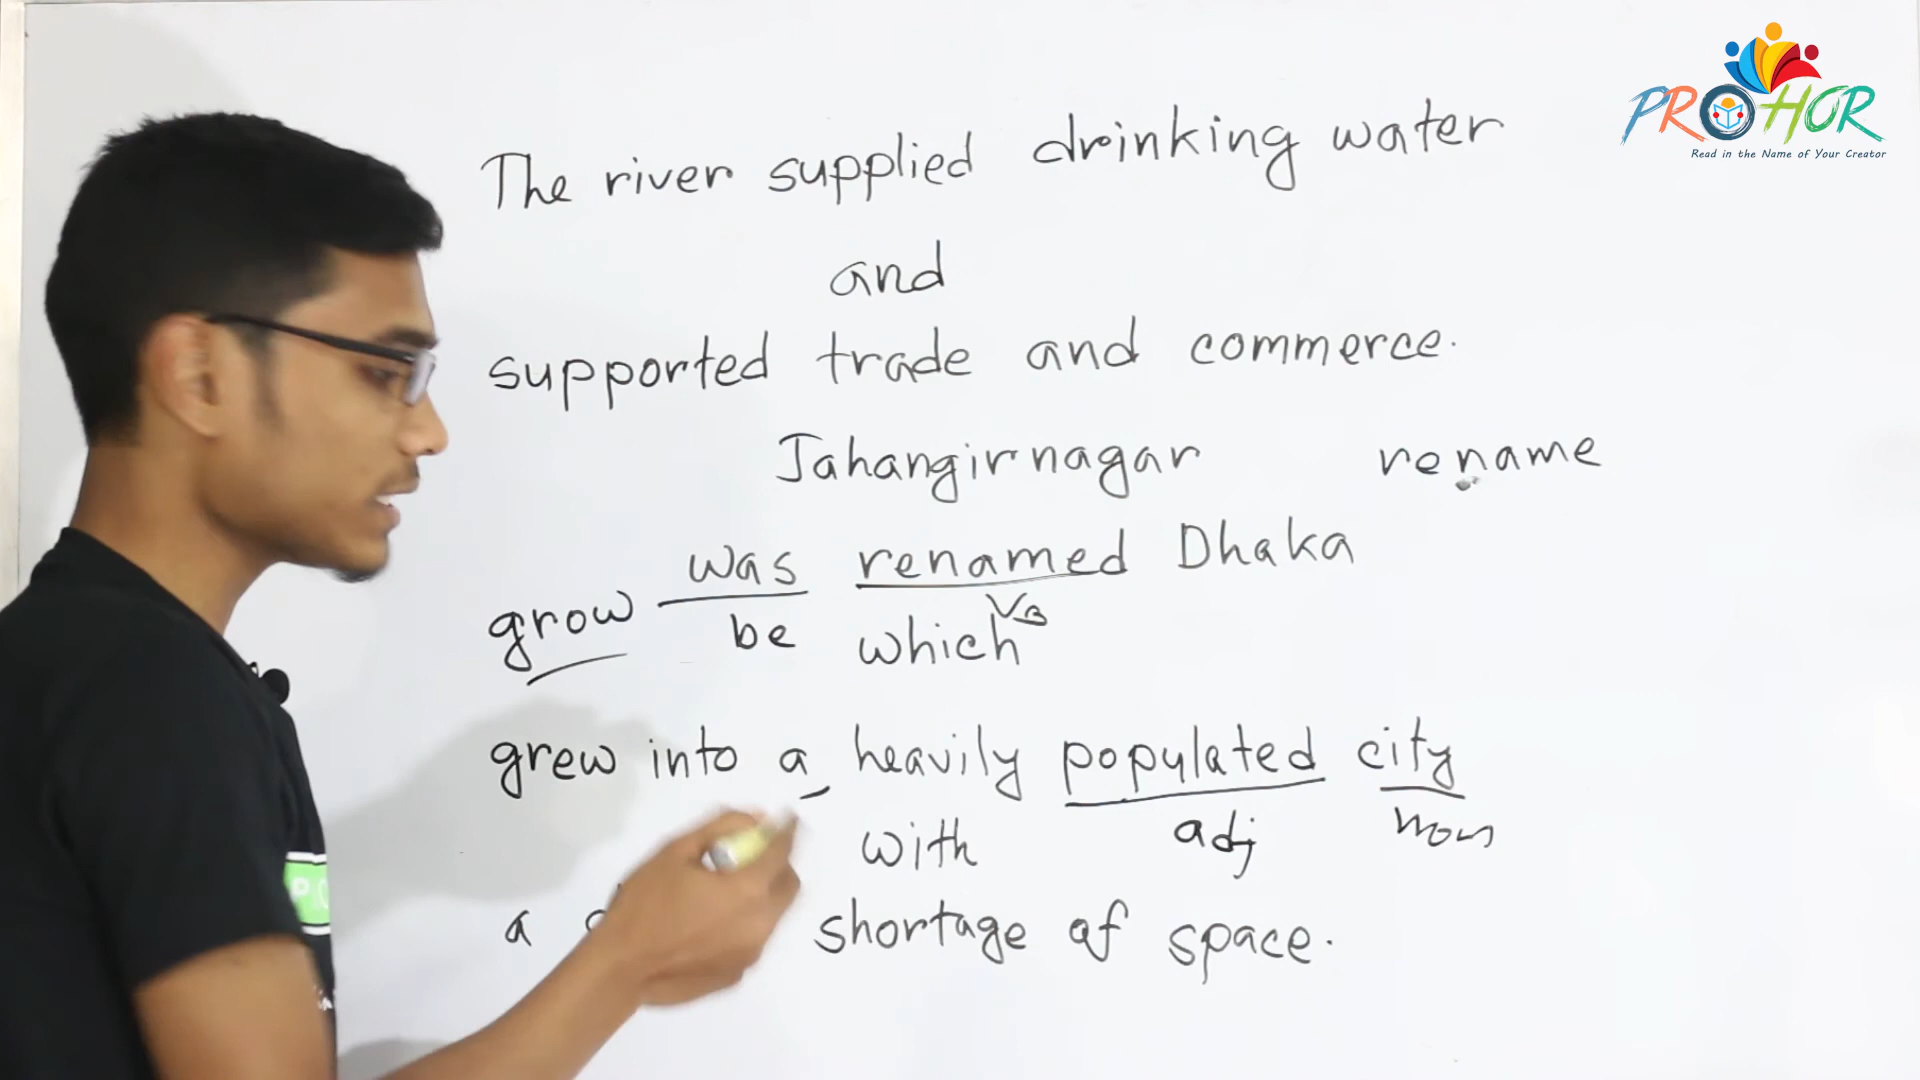 PROHOR
Read in the Name of Your Creator
The river supplied drinking water
and
supported trade and commerce.
Jahangirnagar rename
was renamed Dhaka
grow be which V3
grew into a heavily populated city
with adj noun
a shortage of space.